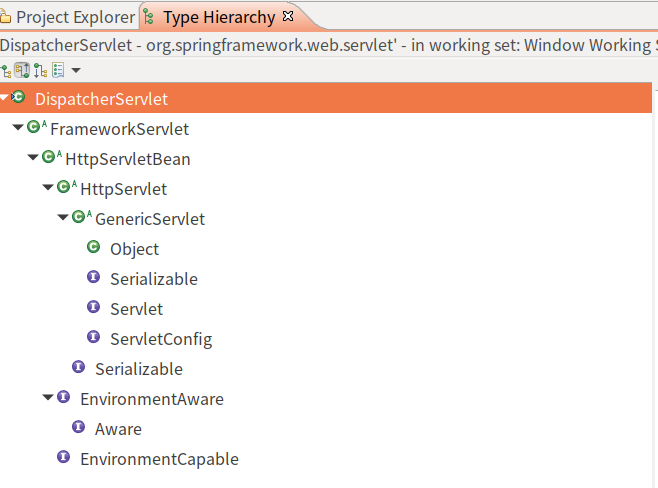 Project Explorer Type Hierarchy
DispatcherServlet - org.springframework.web.servlet' - in working set: Window Working S
DispatcherServlet
FrameworkServlet
HttpServletBean
HttpServlet
GenericServlet
Object
Serializable
Servlet
ServletConfig
Serializable
EnvironmentAware
Aware
EnvironmentCapable